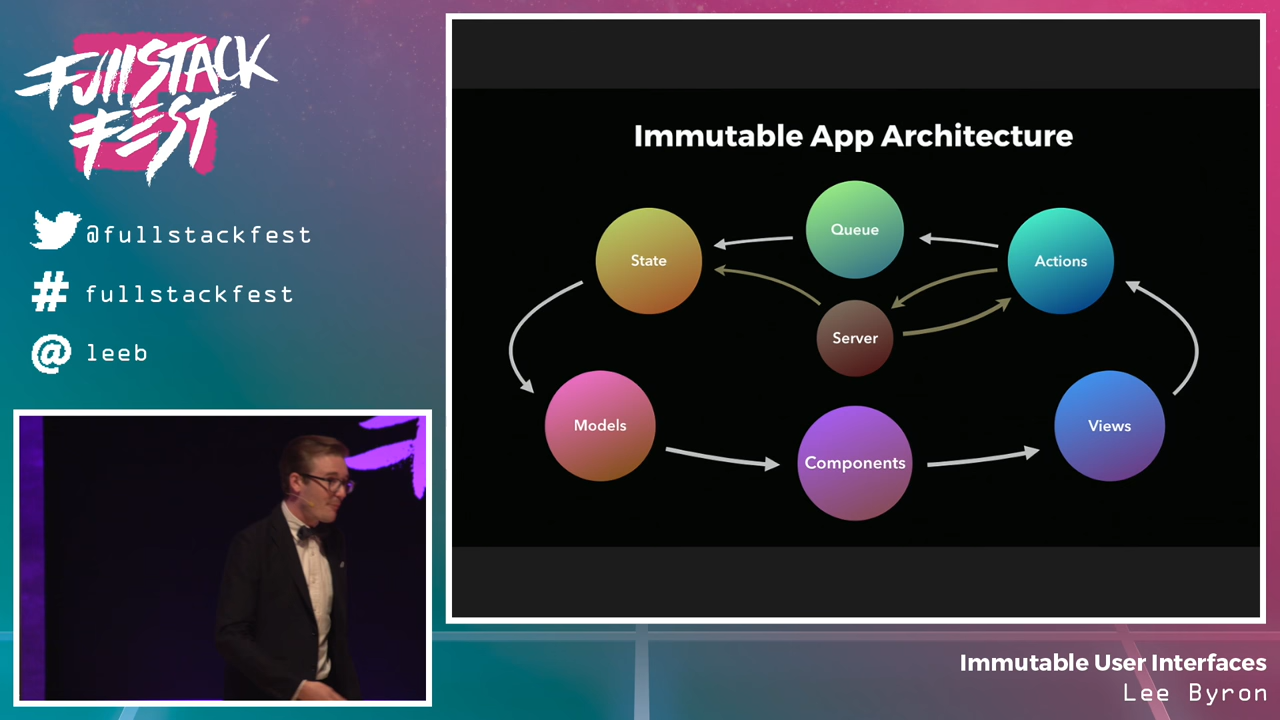 FullSTACK
FEST
@fullstackfest
# fullstackfest
@ leeb
Immutable App Architecture
Queue
State
Actions
Server
Models
Views
Components
Immutable User Interfaces
Lee Byron